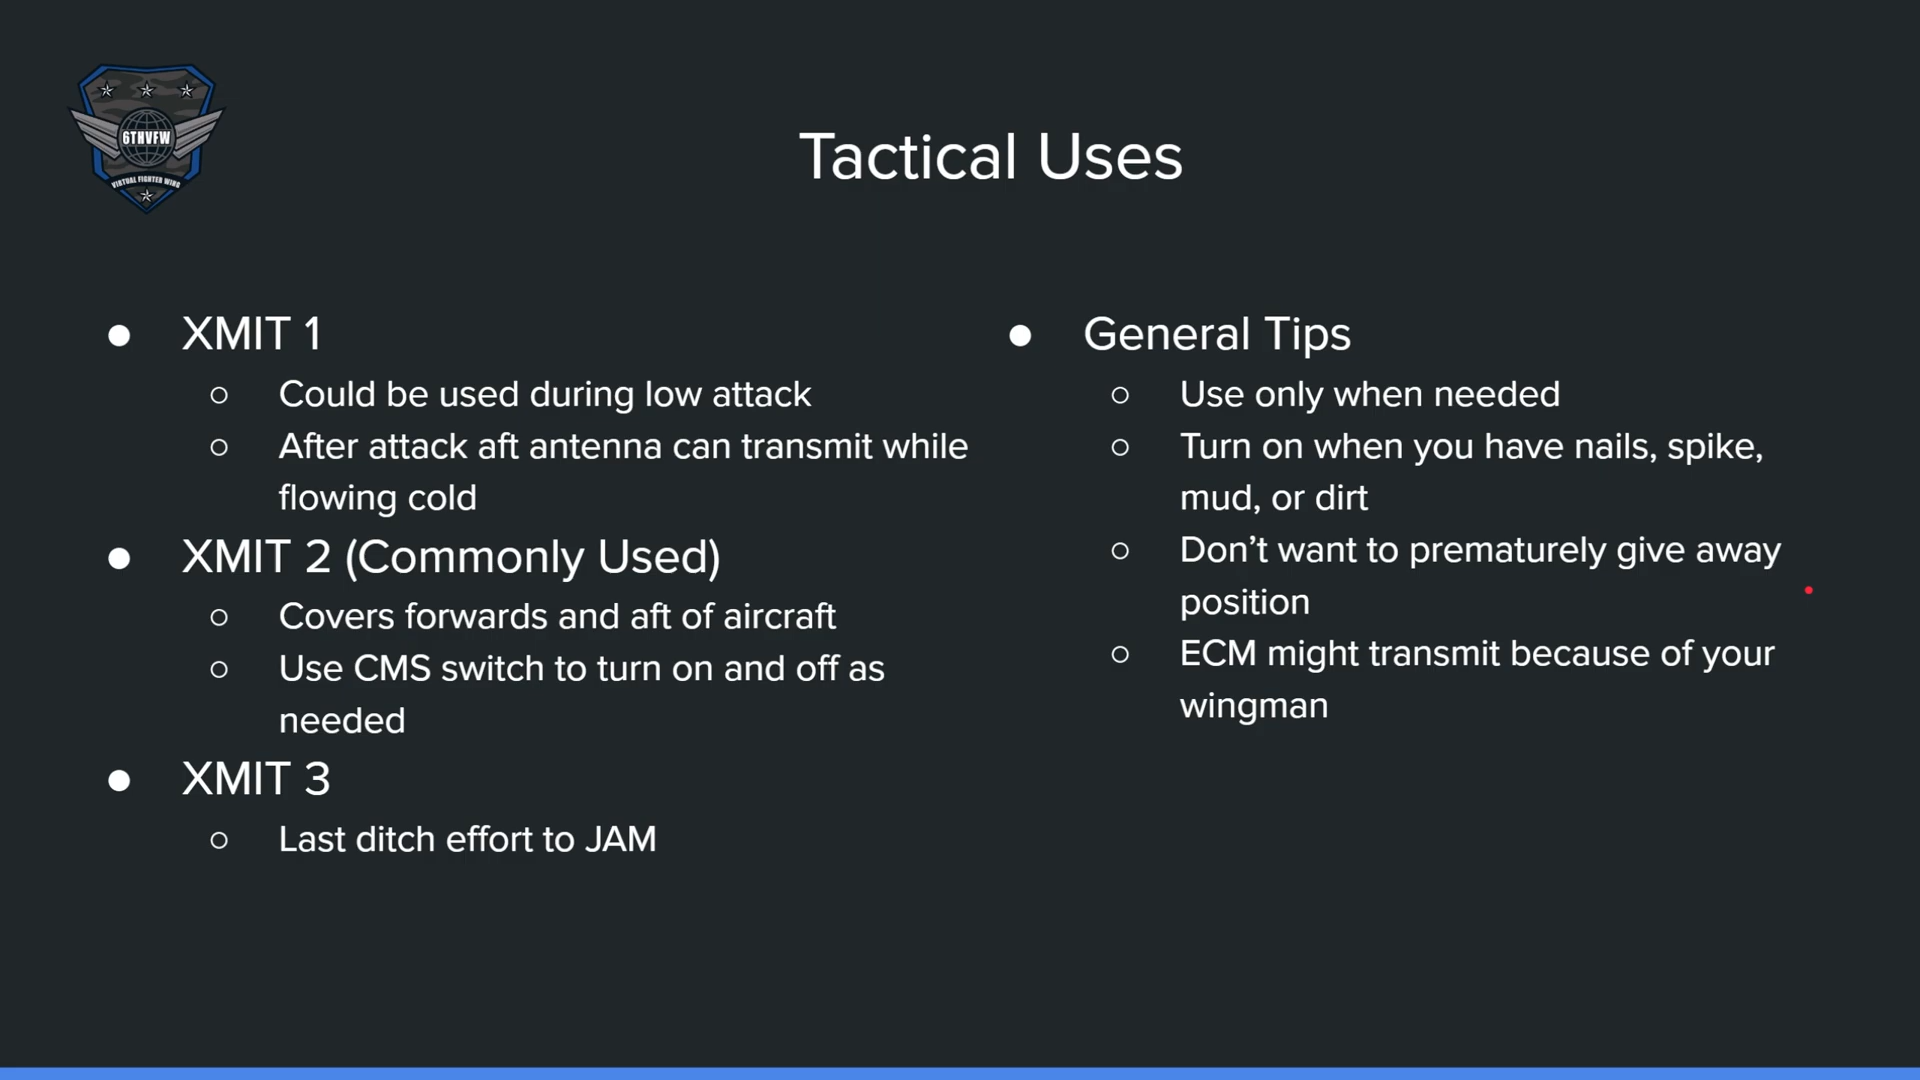 6THVFW
VIRTUAL FIGHTER WING
Tactical Uses
XMIT 1
Could be used during low attack
After attack aft antenna can transmit while
flowing cold
XMIT 2 (Commonly Used)
Covers forwards and aft of aircraft
Use CMS switch to turn on and off as
needed
XMIT 3
Last ditch effort to JAM
General Tips
Use only when needed
Turn on when you have nails, spike,
mud, or dirt
Don’t want to prematurely give away
position
ECM might transmit because of your
wingman